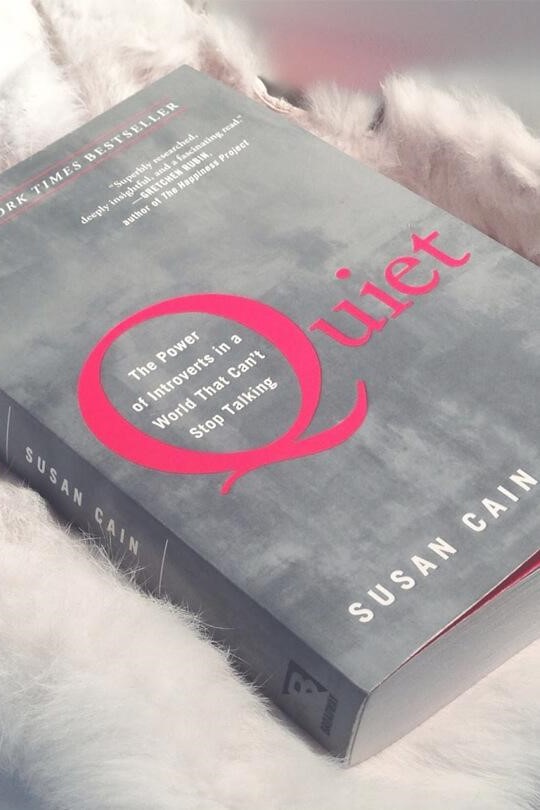 ORK TIMES BESTSELLER
“Superbly researched,
deeply insightful, and a fascinating read.”
—GRETCHEN RUBIN,
author of The Happiness Project
Quiet
The Power
of Introverts in a
World That Can't
Stop Talking
SUSAN CAIN
SUSAN CAIN
B
BROADWAY